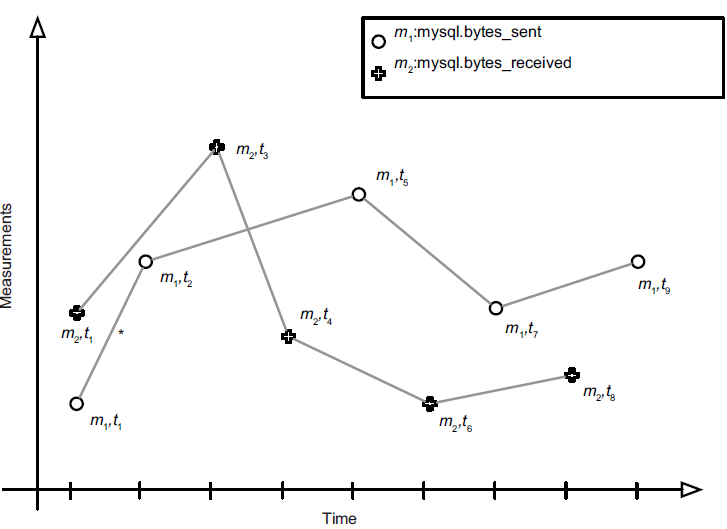 m1:mysql.bytes_sent
m2:mysql.bytes_received
m2,t3
m1,t5
m1,t2
m1,t9
m2,t1 *
m2,t4
m1,t7
m2,t8
m1,t1
m2,t6
Measurements
Time